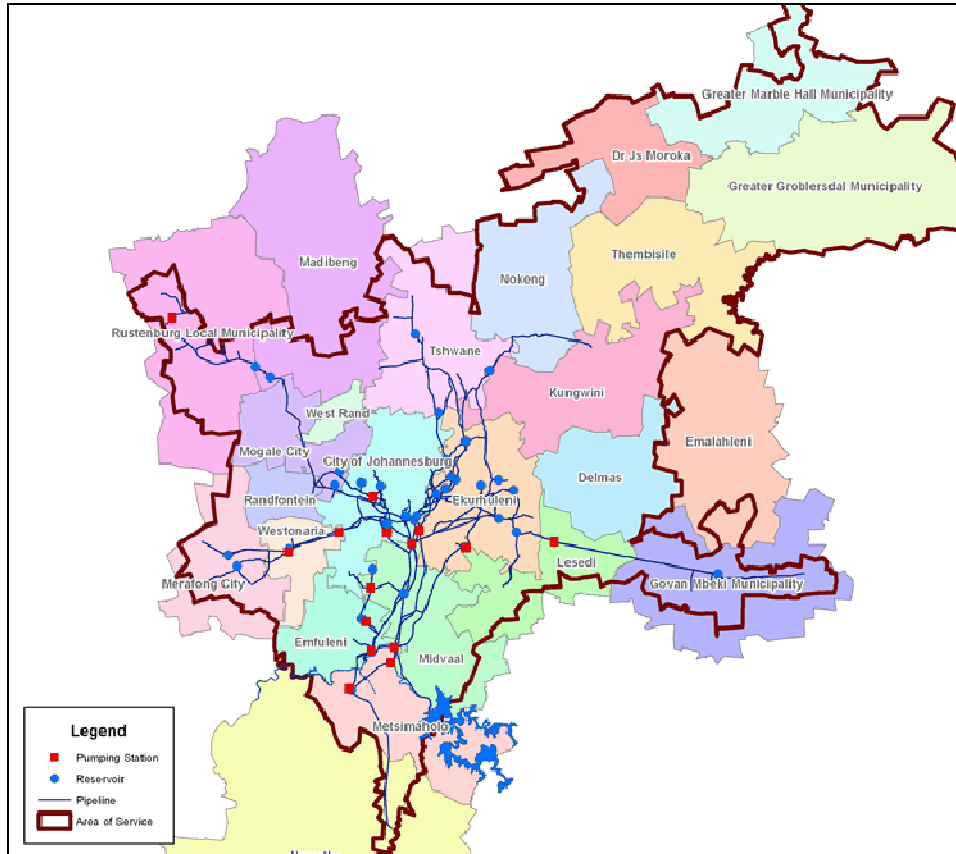 Greater Marble Hall Municipality
Dr Js Moroka
Greater Groblersdal Municipality
Madibeng
Nokeng
Thembisile
Rustenburg Local Municipality
Tshwane
Kungwini
West Rand
Emalahleni
Mogale City
City of Johannesburg
Delmas
Randfontein
Ekurhuleni
Westonaria
Lesedi
Merafong City
Govan Mbeki Municipality
Emfuleni
Midvaal
Metsimaholo
Legend
Pumping Station
Reservoir
Pipeline
Area of Service